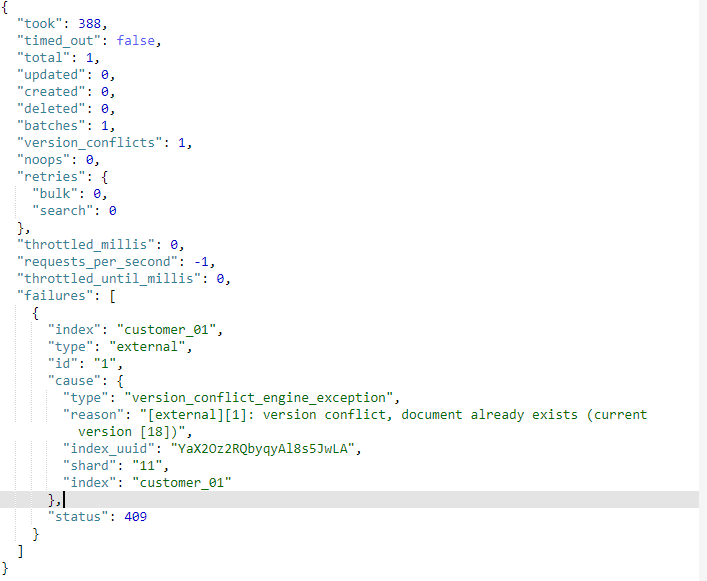 {
"took": 388,
"timed_out": false,
"total": 1,
"updated": 0,
"created": 0,
"deleted": 0,
"batches": 1,
"version_conflicts": 1,
"noops": 0,
"retries": {
"bulk": 0,
"search": 0
},
"throttled_millis": 0,
"requests_per_second": -1,
"throttled_until_millis": 0,
"failures": [
{
"index": "customer_01",
"type": "external",
"id": "1",
"cause": {
"type": "version_conflict_engine_exception",
"reason": "[external][1]: version conflict, document already exists (current
version [18])",
"index_uuid": "YaX2Oz2RQbyqyAl8s5JwLA",
"shard": "11",
"index": "customer_01"
},
"status": 409
}
]
}